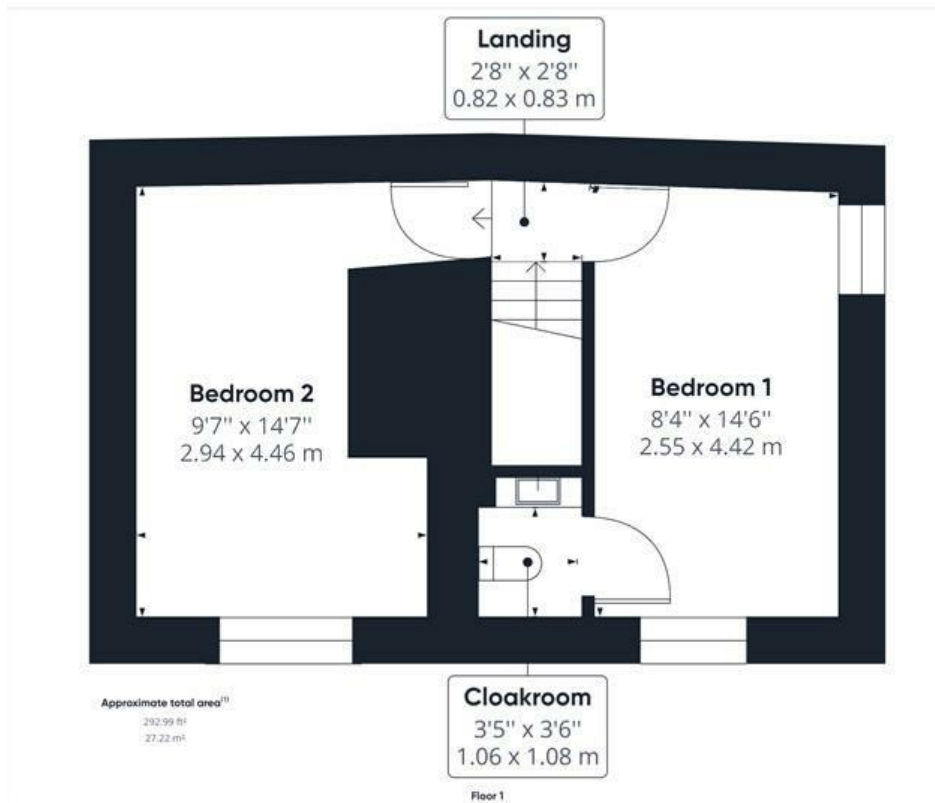 Landing
2'8" x 2'8"
0.82 x 0.83 m
Bedroom 2
9'7" x 14'7"
2.94 x 4.46 m
Bedroom 1
8'4" x 14'6"
2.55 x 4.42 m
Cloakroom
3'5" x 3'6"
1.06 x 1.08 m
Approximate total area⁽¹⁾
292.99 ft²
27.22 m²
Floor 1